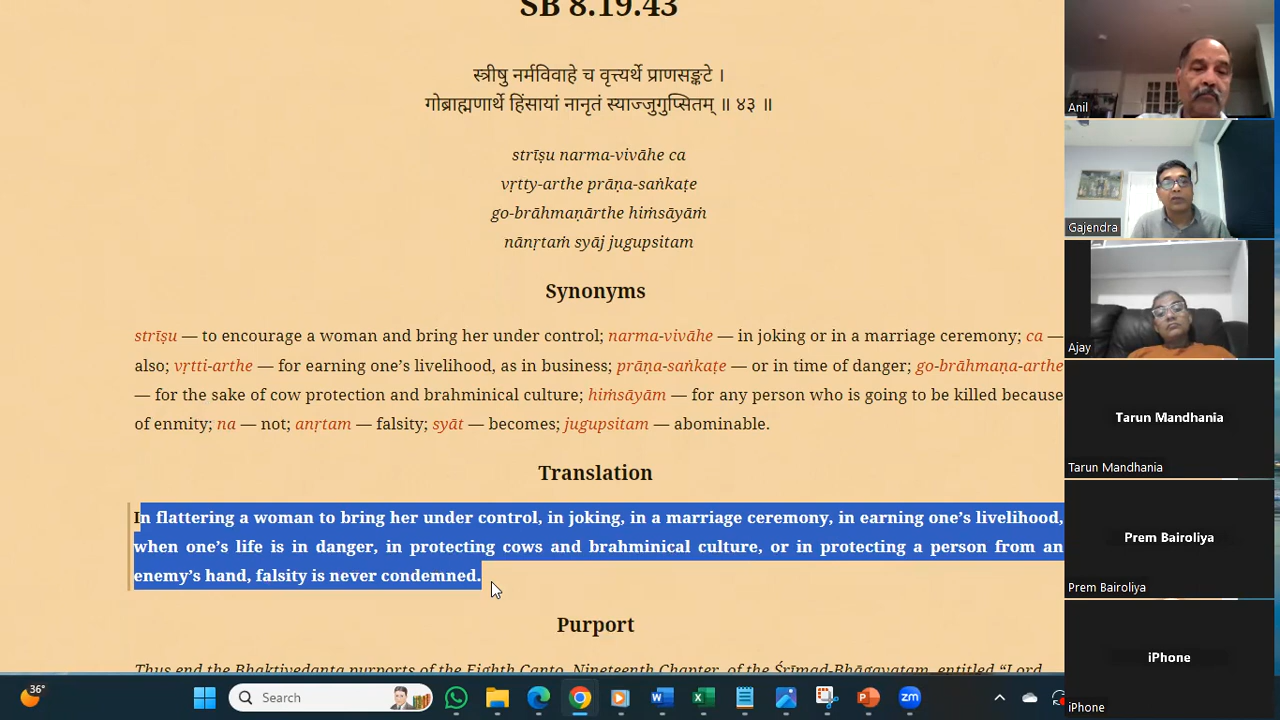 SB 8.19.43
स्त्रीषु नर्मविवाहे च वृत्त्यर्थे प्राणसङ्कटे ।
गोब्राह्मणार्थे हिंसायां नानृतं स्याज्जुगुप्सितम् ॥ ४३ ॥
strīṣu narma-vivāhe ca
vṛtty-arthe prāṇa-saṅkaṭe
go-brāhmaṇārthe hiṁsāyāṁ
nānṛtaṁ syāj jugupsitam
Synonyms
strīṣu — to encourage a woman and bring her under control; narma-vivāhe — in joking or in a marriage ceremony; ca —
also; vṛtti-arthe — for earning one’s livelihood, as in business; prāṇa-saṅkaṭe — or in time of danger; go-brāhmaṇa-arthe
— for the sake of cow protection and brahminical culture; hiṁsāyām — for any person who is going to be killed because
of enmity; na — not; anṛtam — falsity; syāt — becomes; jugupsitam — abominable.
Translation
In flattering a woman to bring her under control, in joking, in a marriage ceremony, in earning one’s livelihood,
when one’s life is in danger, in protecting cows and brahminical culture, or in protecting a person from an
enemy’s hand, falsity is never condemned.
Purport
Thus end the Bhaktivedanta purports of the Eighth Canto, Nineteenth Chapter, of the Śrīmad-Bhāgavatam, entitled “Lord
Anil
Gajendra
Ajay
Tarun Mandhania
Tarun Mandhania
Prem Bairoliya
Prem Bairoliya
iPhone
iPhone
36°
Search
zm